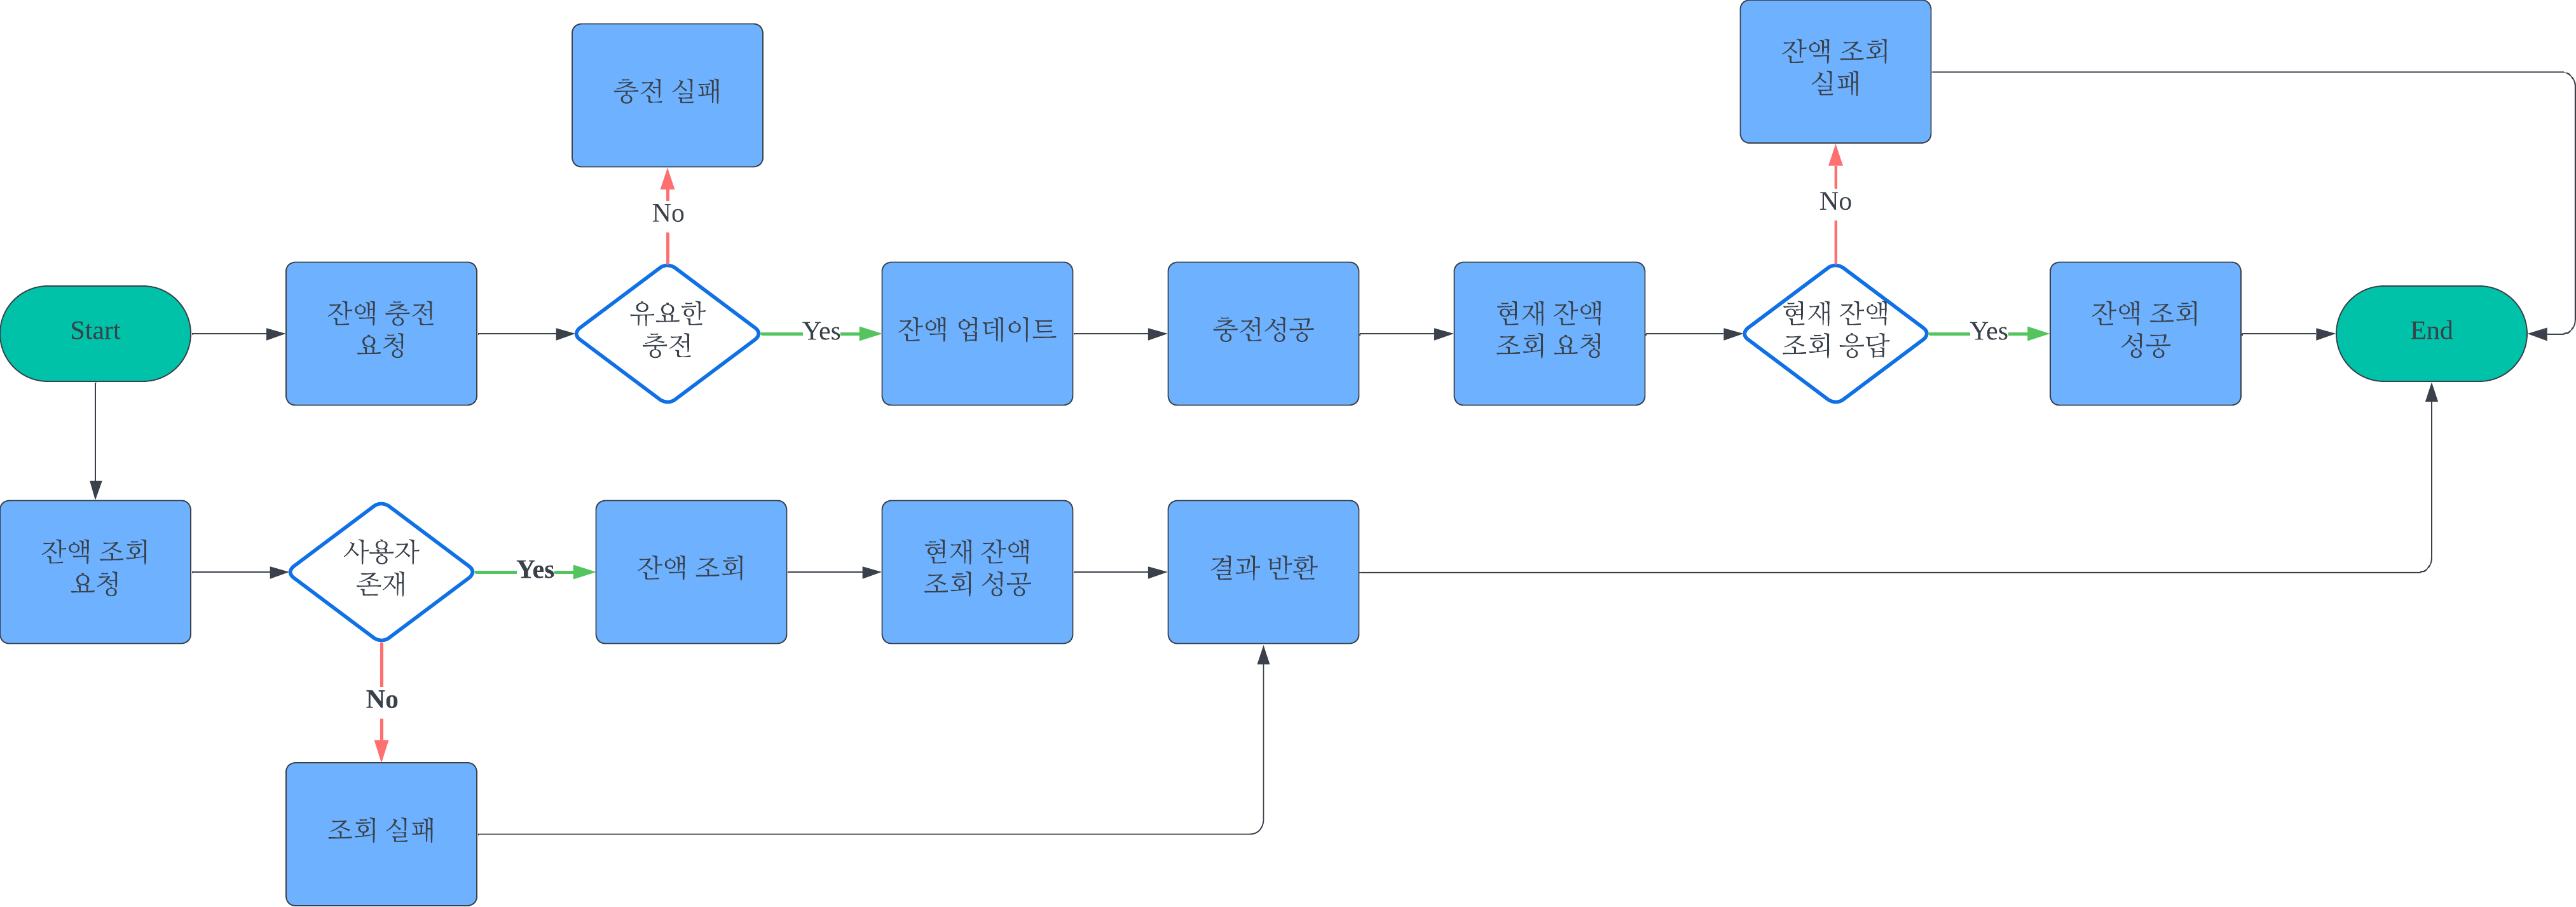 충전 실패
잔액 조회
실패
No
No
Start
잔액 충전
요청
유요한
충전
Yes
잔액 업데이트
충전성공
현재 잔액
조회 요청
현재 잔액
조회 응답
Yes
잔액 조회
성공
End
잔액 조회
요청
사용자
존재
Yes
잔액 조회
현재 잔액
조회 성공
결과 반환
No
조회 실패